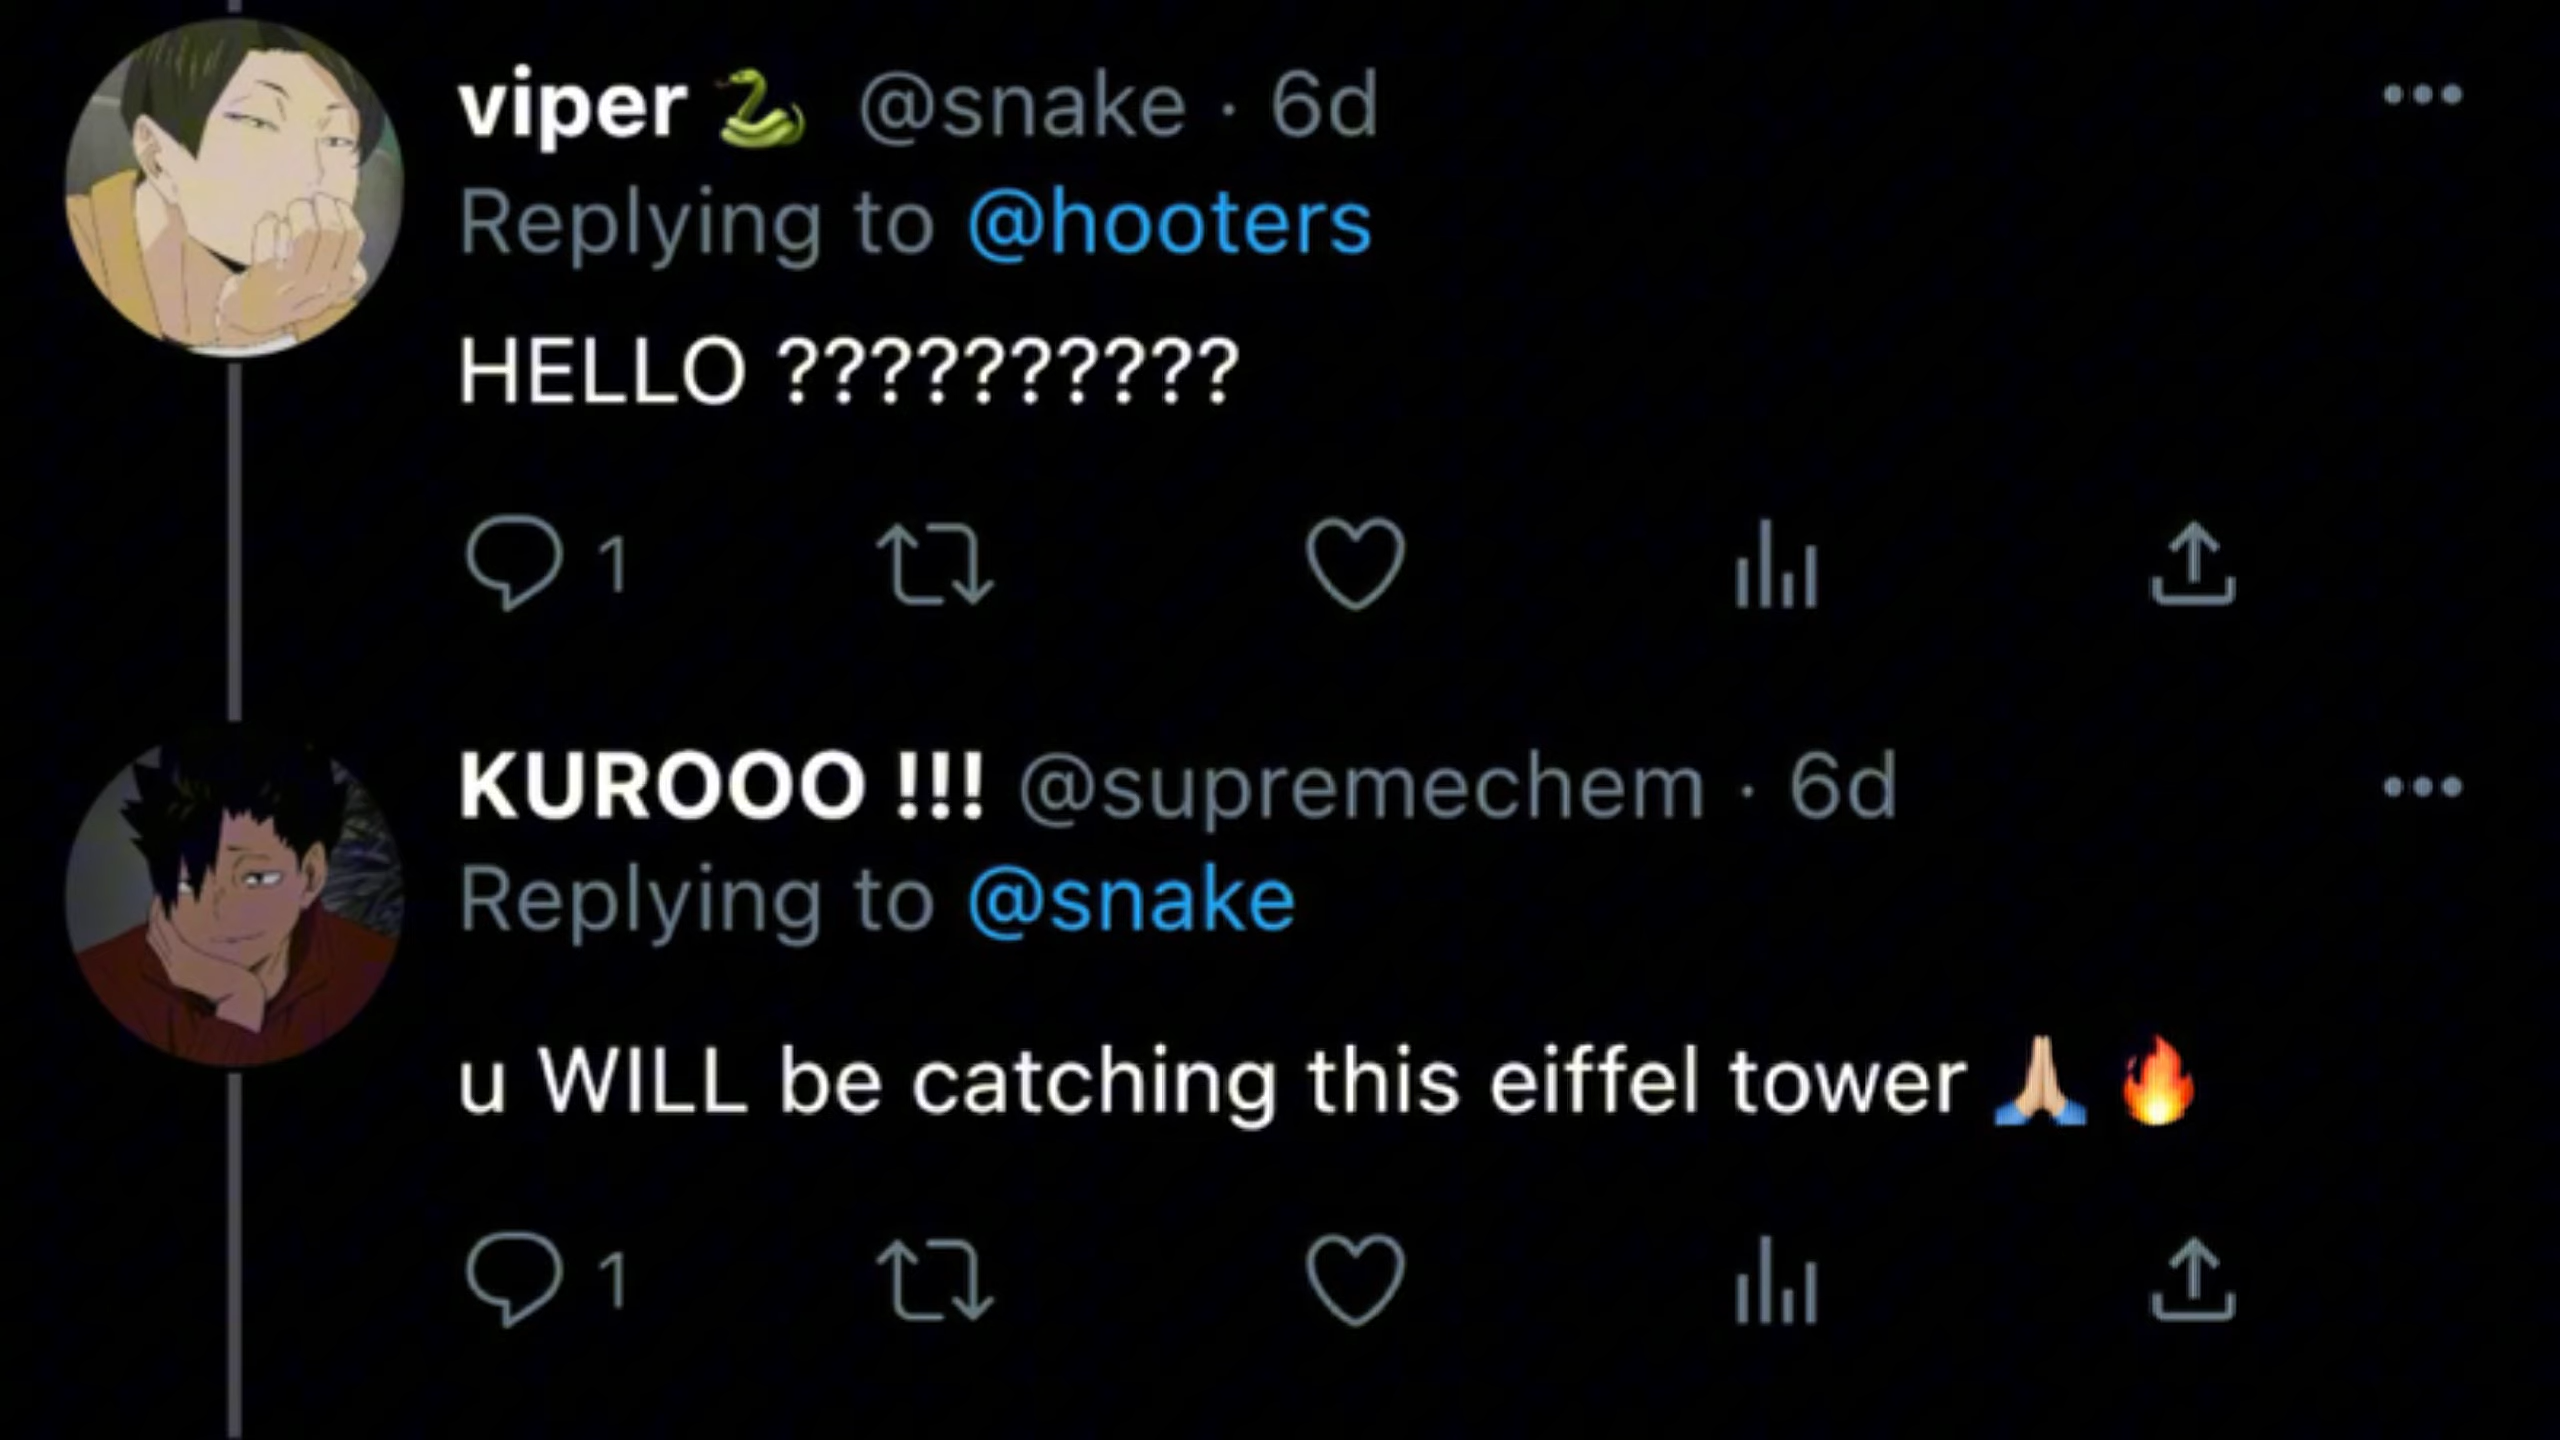 viper 🐍 @snake · 6d
Replying to @hooters
HELLO ??????????
1
KUROOO !!! @supremechem · 6d
Replying to @snake
u WILL be catching this eiffel tower 🙏🏼 🔥
1